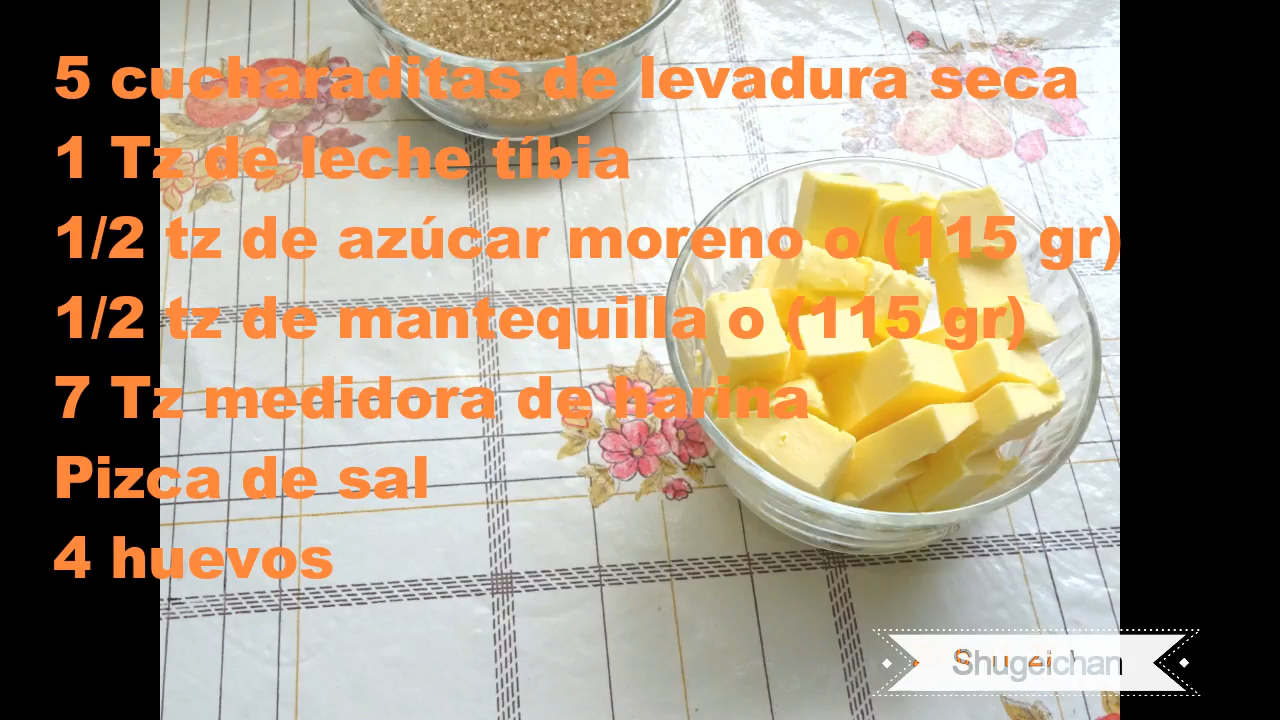 5 cucharaditas de levadura seca
1 Tz de leche tíbia
1/2 tz de azúcar moreno o (115 gr)
1/2 tz de mantequilla o (115 gr)
7 Tz medidora de harina
Pizca de sal
4 huevos
Shugeichan